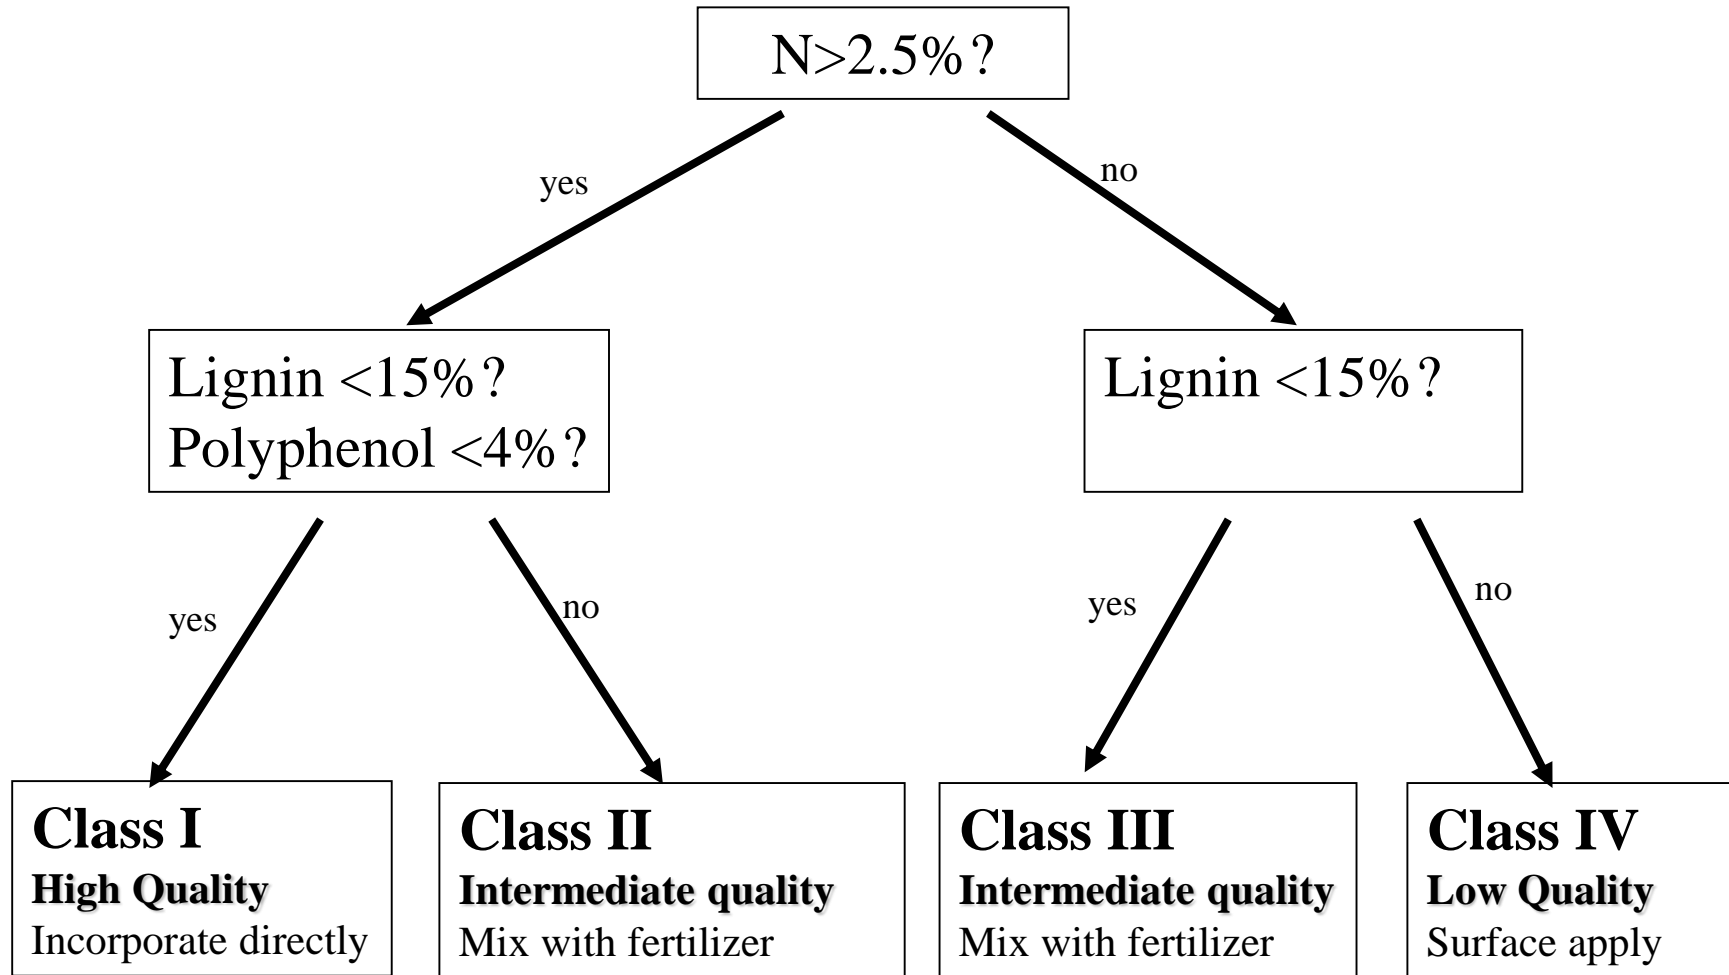 N>2.5%?
yes
no
Lignin <15%?
Polyphenol <4%?
Lignin <15%?
yes
no
yes
no
Class I
High Quality
Incorporate directly
Class II
Intermediate quality
Mix with fertilizer
Class III
Intermediate quality
Mix with fertilizer
Class IV
Low Quality
Surface apply